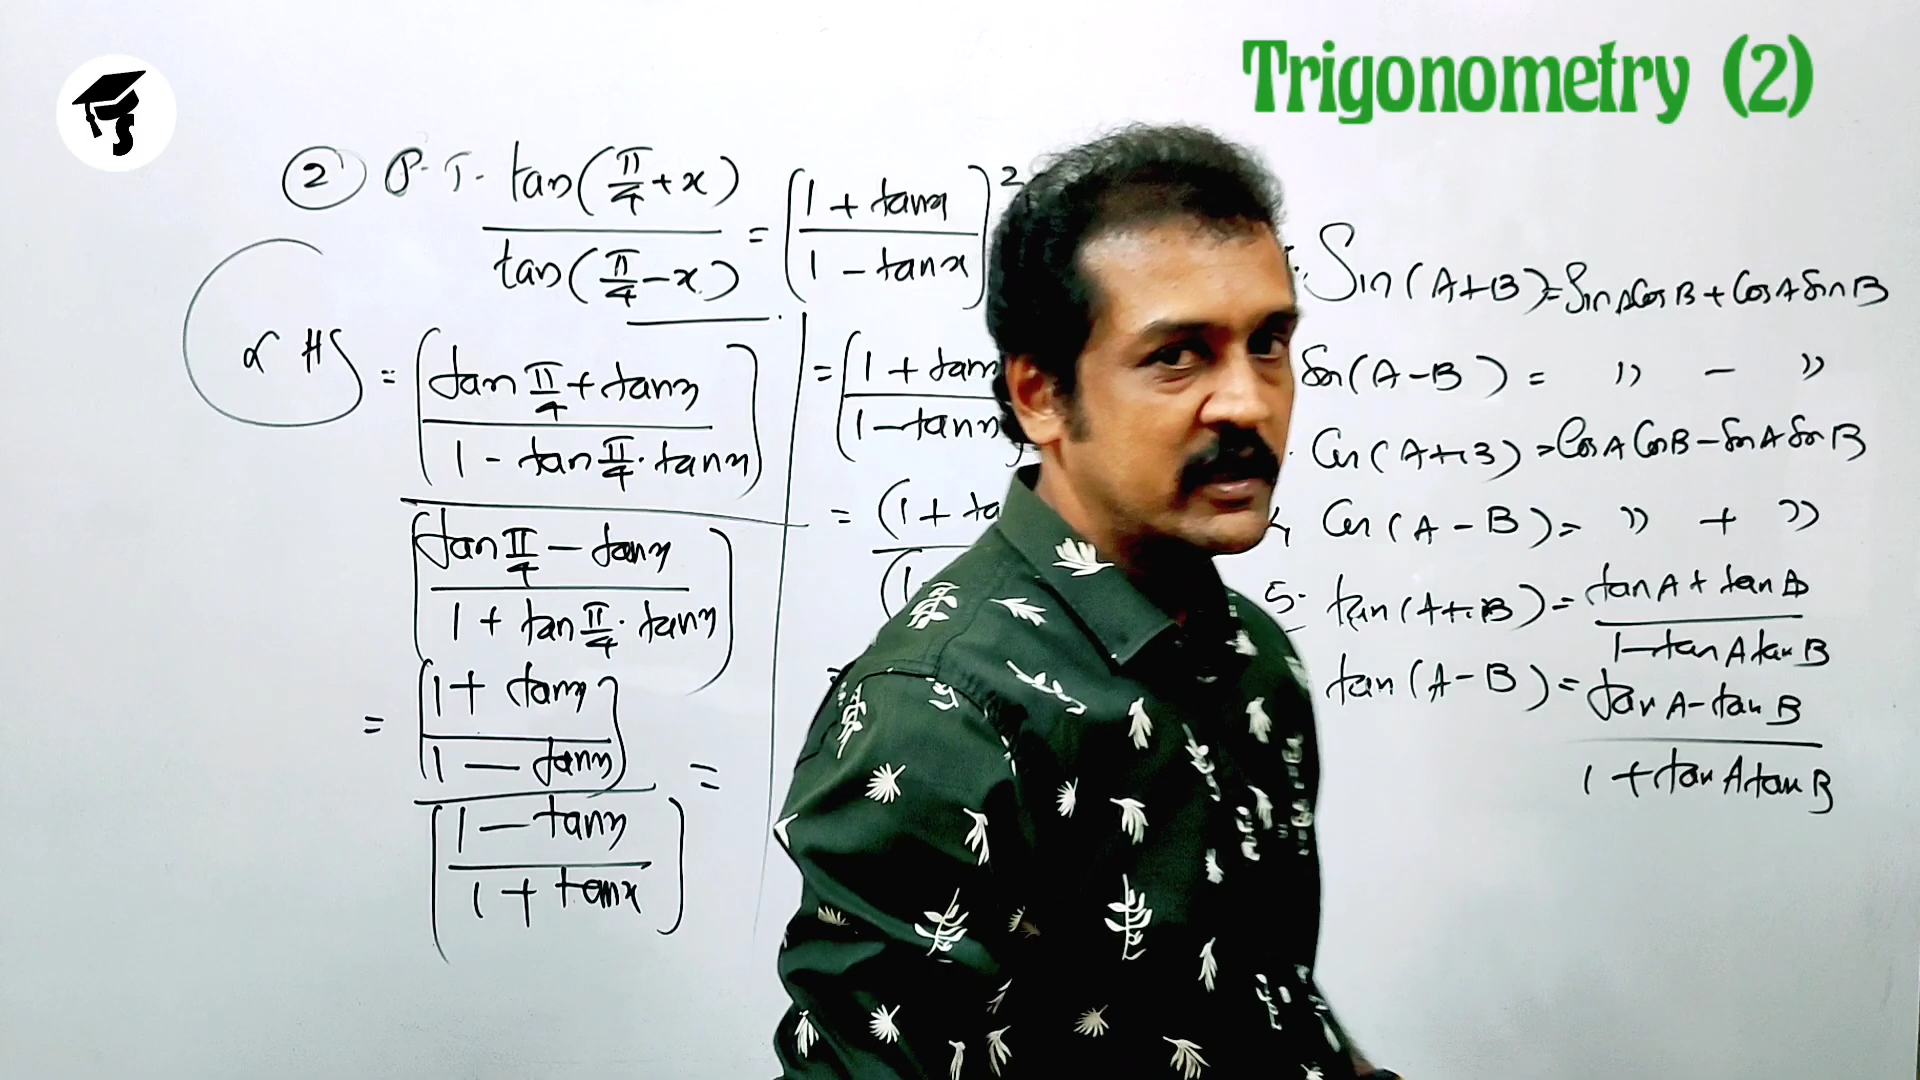 Trigonometry (2)
② P.T. tan(π/4 + x) / tan(π/4 - x) = [(1 + tanx) / (1 - tanx)]²
LHS = [(tan π/4 + tanx) / (1 - tan π/4 . tanx)] / [(tan π/4 - tanx) / (1 + tan π/4 . tanx)]
= [(1 + tanx) / (1 - tanx)] / [(1 - tanx) / (1 + tanx)] =
= (1 + tan / 1 - tanx
= (1 + ta / (1
Sin(A+B) = SinA CosB + CosA SinB
Sin(A-B) = " - "
Cos(A+B) = CosA CosB - SinA SinB
Cos(A-B) = " + "
5. tan(A+B) = (tanA + tanB) / (1 - tanA tanB)
tan(A-B) = (tanA - tanB) / (1 + tanA tanB)